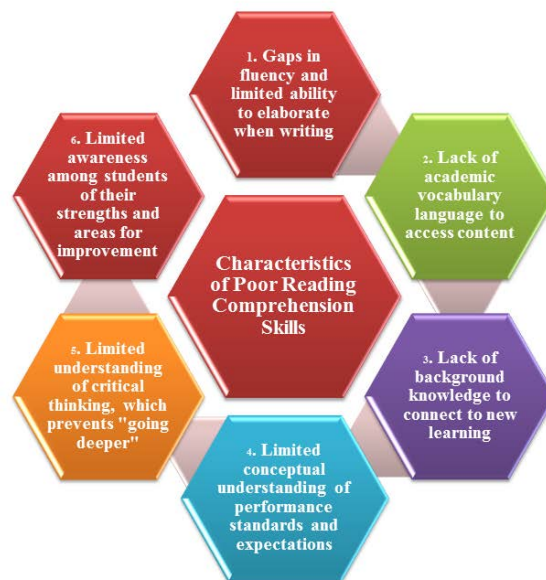 Characteristics
of Poor Reading
Comprehension
Skills
1. Gaps in
fluency and
limited ability
to elaborate
when writing
2. Lack of
academic
vocabulary
language to
access content
3. Lack of
background
knowledge to
connect to new
learning
4. Limited
conceptual
understanding of
performance
standards and
expectations
5. Limited
understanding
of critical
thinking, which
prevents "going
deeper"
6. Limited
awareness
among students
of their
strengths and
areas for
improvement